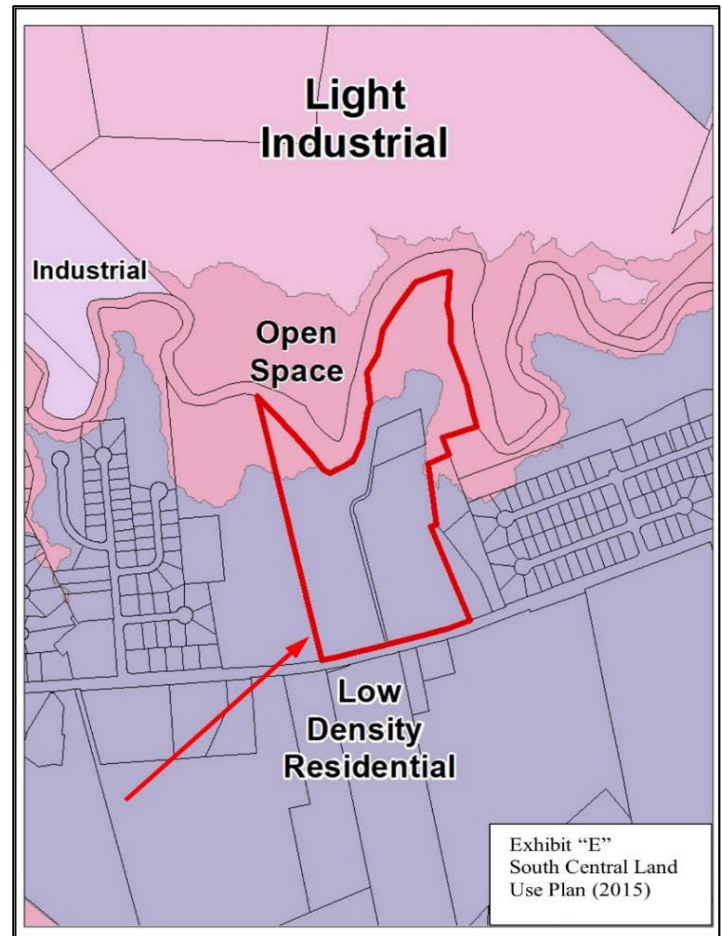 Light
Industrial
Industrial
Open
Space
Low
Density
Residential
Exhibit “E”
South Central Land
Use Plan (2015)